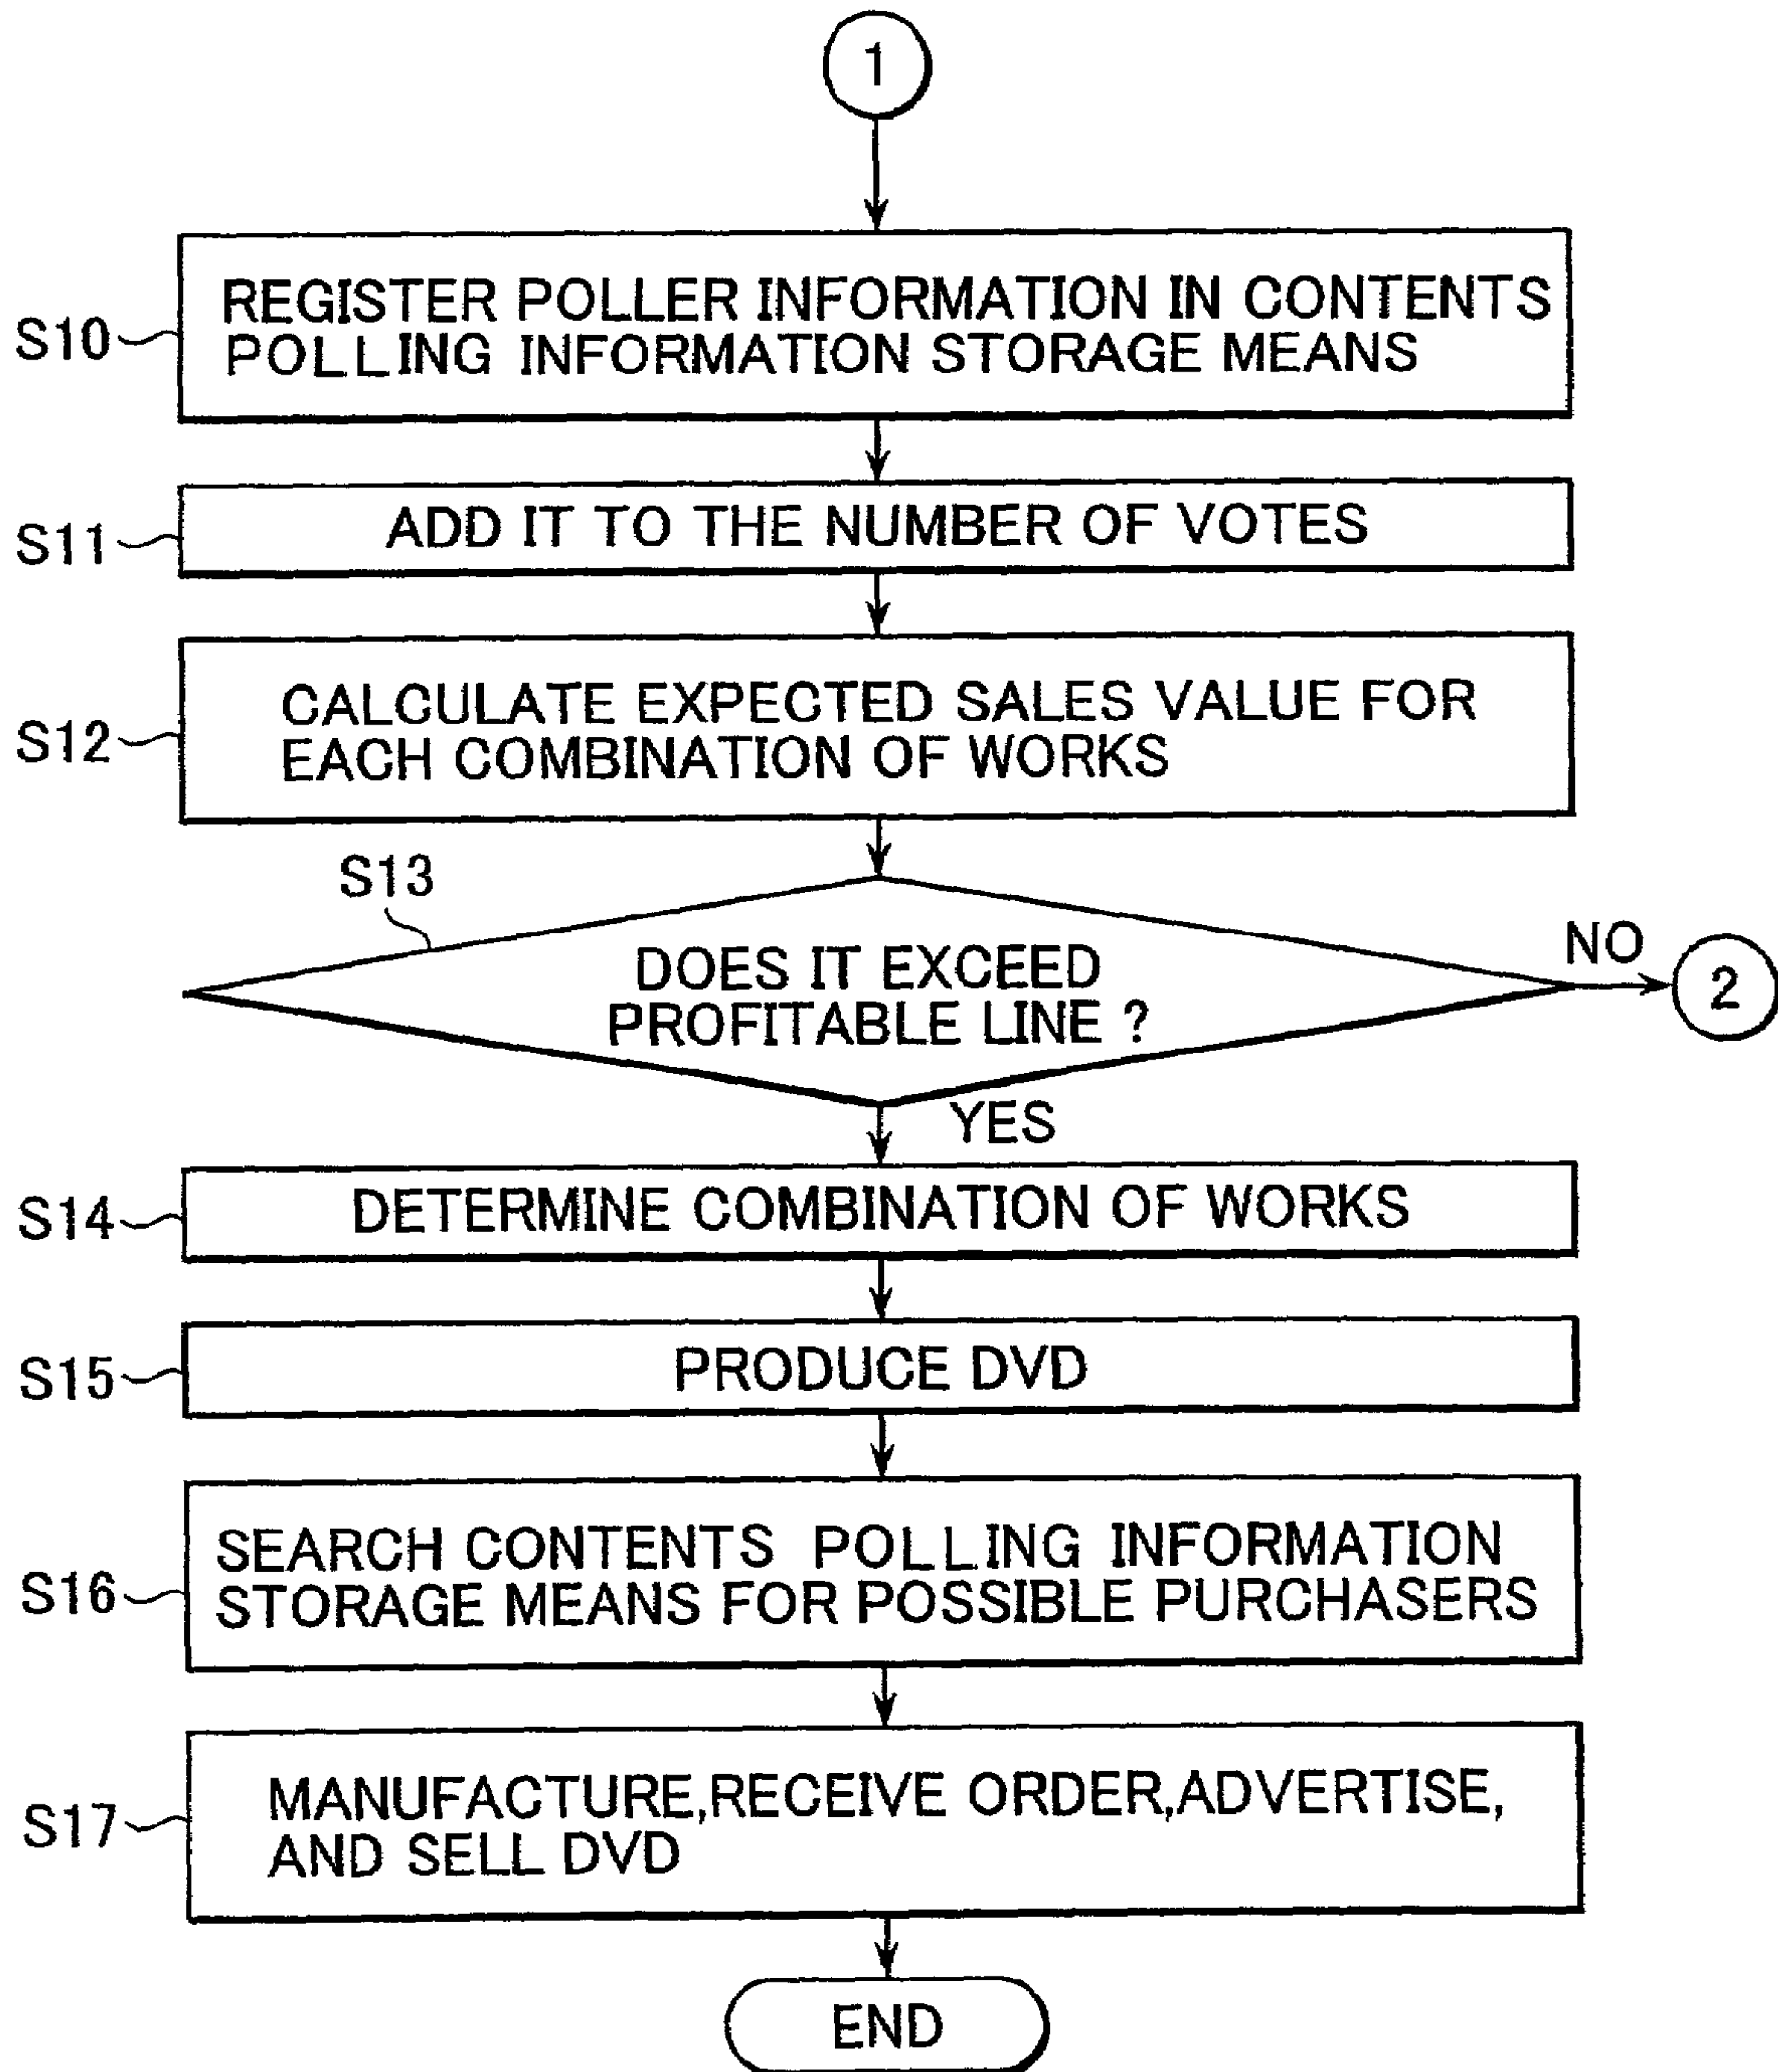 1
S10
REGISTER POLLER INFORMATION IN CONTENTS
POLLING INFORMATION STORAGE MEANS
S11
ADD IT TO THE NUMBER OF VOTES
S12
CALCULATE EXPECTED SALES VALUE FOR
EACH COMBINATION OF WORKS
S13
DOES IT EXCEED
PROFITABLE LINE ?
NO
2
YES
S14
DETERMINE COMBINATION OF WORKS
S15
PRODUCE DVD
S16
SEARCH CONTENTS POLLING INFORMATION
STORAGE MEANS FOR POSSIBLE PURCHASERS
S17
MANUFACTURE,RECEIVE ORDER,ADVERTISE,
AND SELL DVD
END